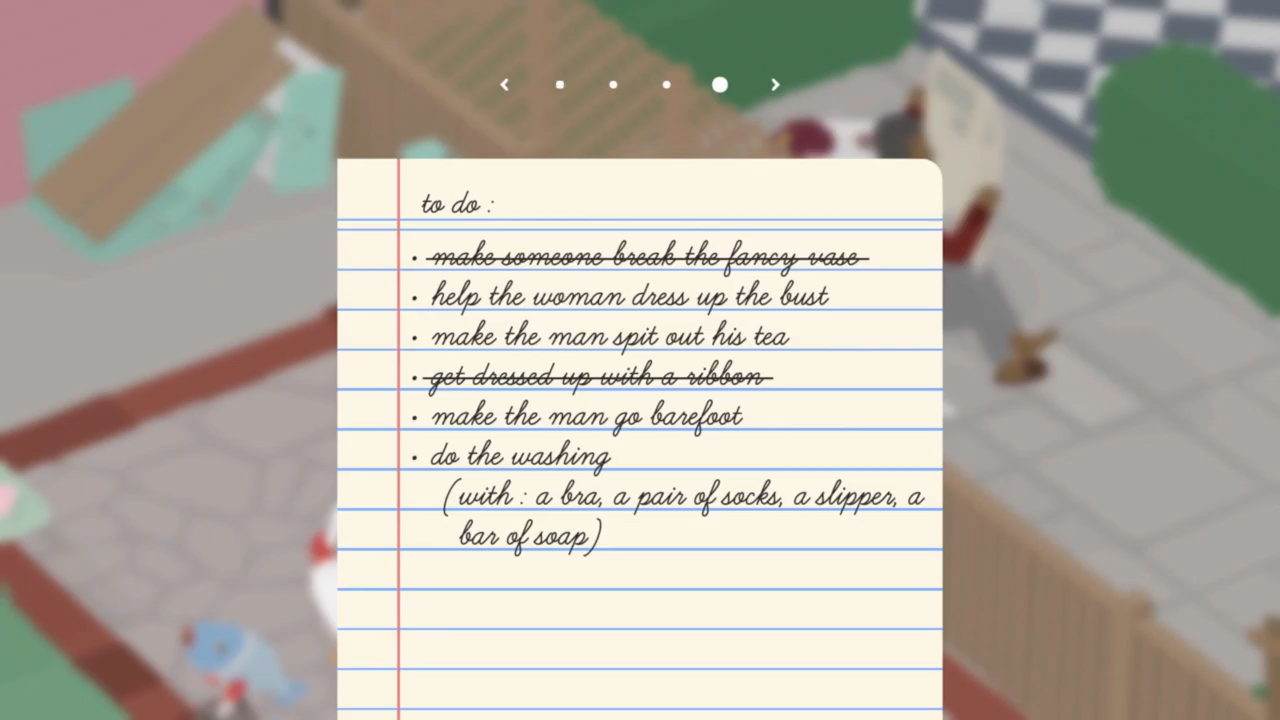 to do :
• make someone break the fancy vase
• help the woman dress up the bust
• make the man spit out his tea
• get dressed up with a ribbon
• make the man go barefoot
• do the washing
(with : a bra, a pair of socks, a slipper, a
bar of soap)